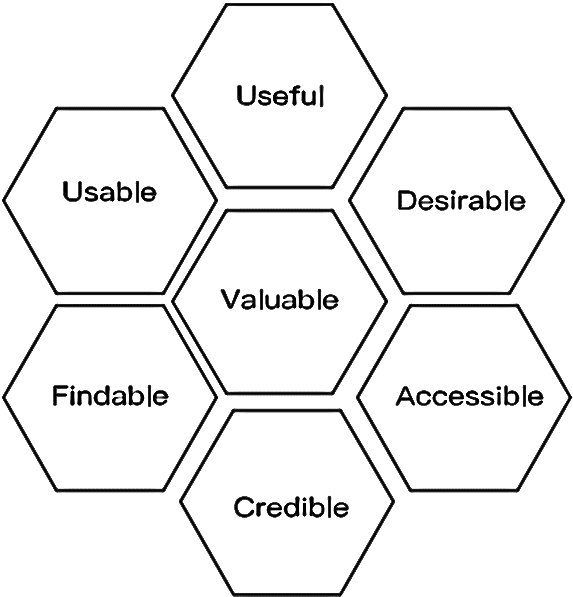 Useful
Usable
Desirable
Valuable
Findable
Accessible
Credible